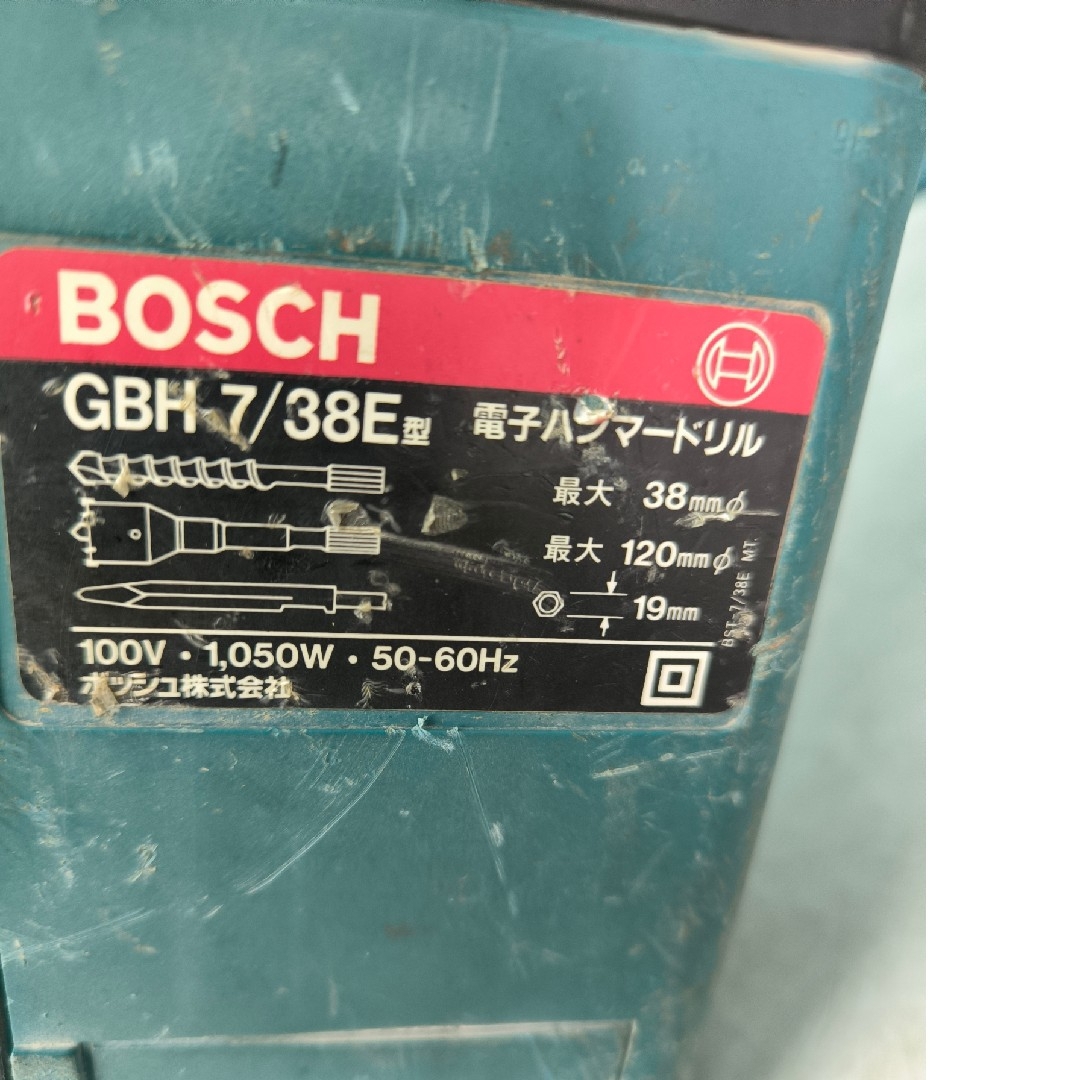 BOSCH
GBH 7/38E型 電子ハンマードリル
最大 38mmφ
最大 120mmφ
19mm
BST-7/38E MT.
100V・1,050W・50-60Hz
ボッシュ株式会社